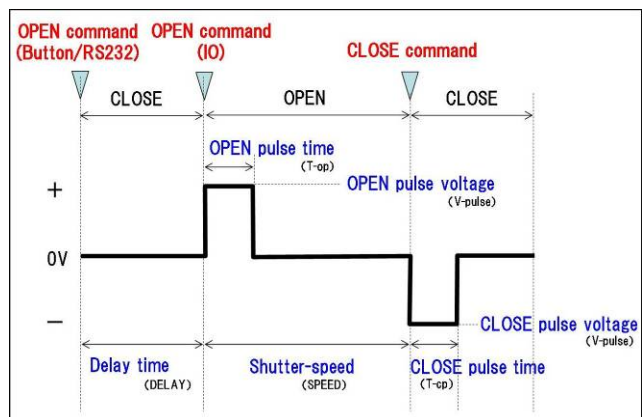 OPEN command
(Button/RS232)
OPEN command
(IO)
CLOSE command
CLOSE
OPEN
CLOSE
OPEN pulse time
(T-op)
+
OPEN pulse voltage
(V-pulse)
0V
−
CLOSE pulse voltage
(V-pulse)
Delay time
(DELAY)
Shutter-speed
(SPEED)
CLOSE pulse time
(T-cp)